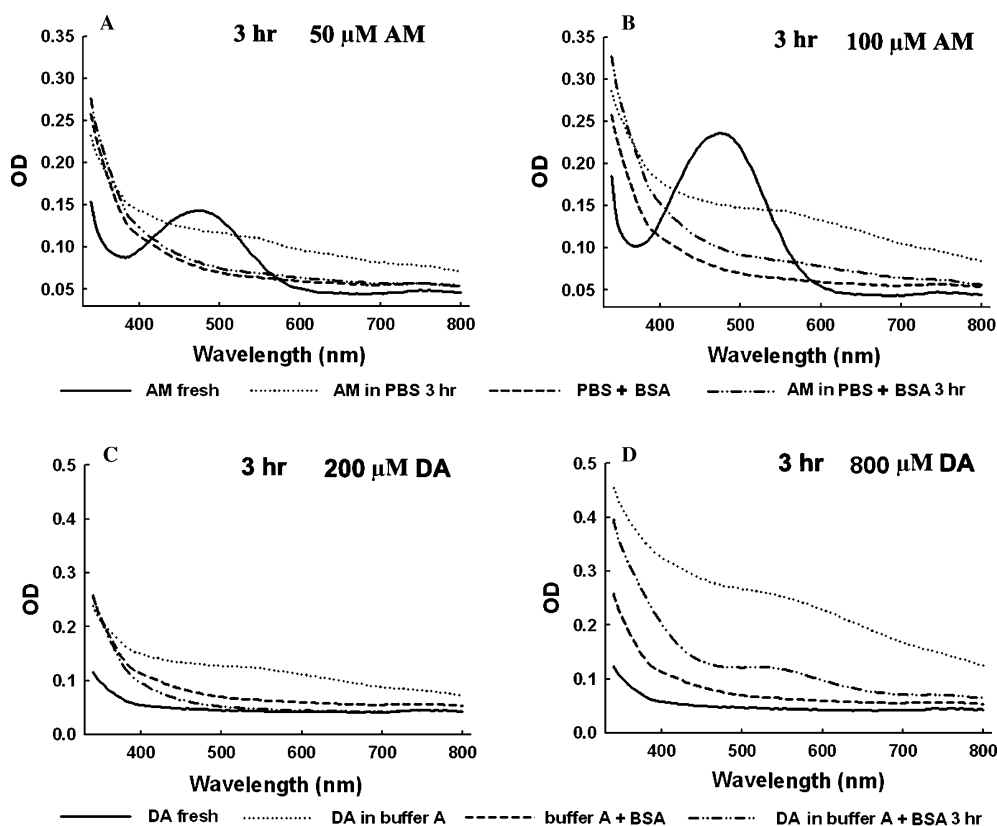 A
3 hr 50 µM AM
0.35
0.30
0.25
0.20
0.15
0.10
0.05
OD
400 500 600 700 800
Wavelength (nm)
B
3 hr 100 µM AM
0.35
0.30
0.25
0.20
0.15
0.10
0.05
OD
400 500 600 700 800
Wavelength (nm)
AM fresh AM in PBS 3 hr PBS + BSA AM in PBS + BSA 3 hr
C
3 hr 200 µM DA
0.5
0.4
0.3
0.2
0.1
0.0
OD
400 500 600 700 800
Wavelength (nm)
D
3 hr 800 µM DA
0.5
0.4
0.3
0.2
0.1
0.0
OD
400 500 600 700 800
Wavelength (nm)
DA fresh DA in buffer A buffer A + BSA DA in buffer A + BSA 3 hr